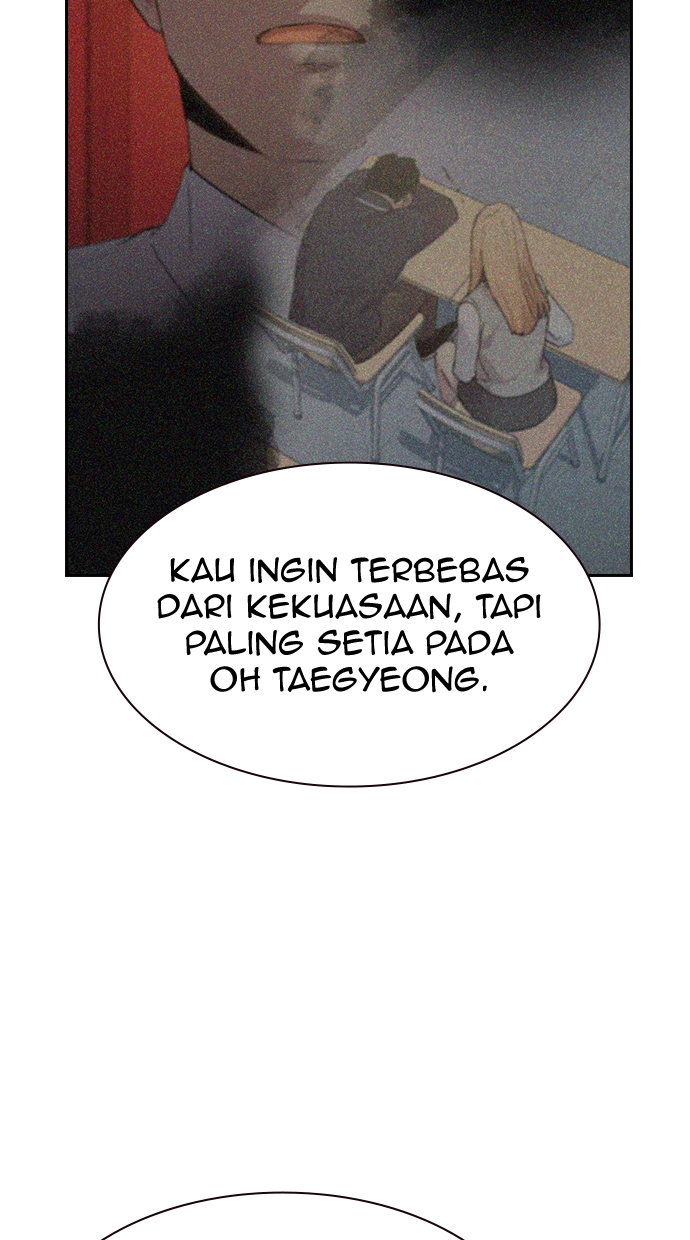 KAU INGIN TERBEBAS
DARI KEKUASAAN, TAPI
PALING SETIA PADA
OH TAEGYEONG.